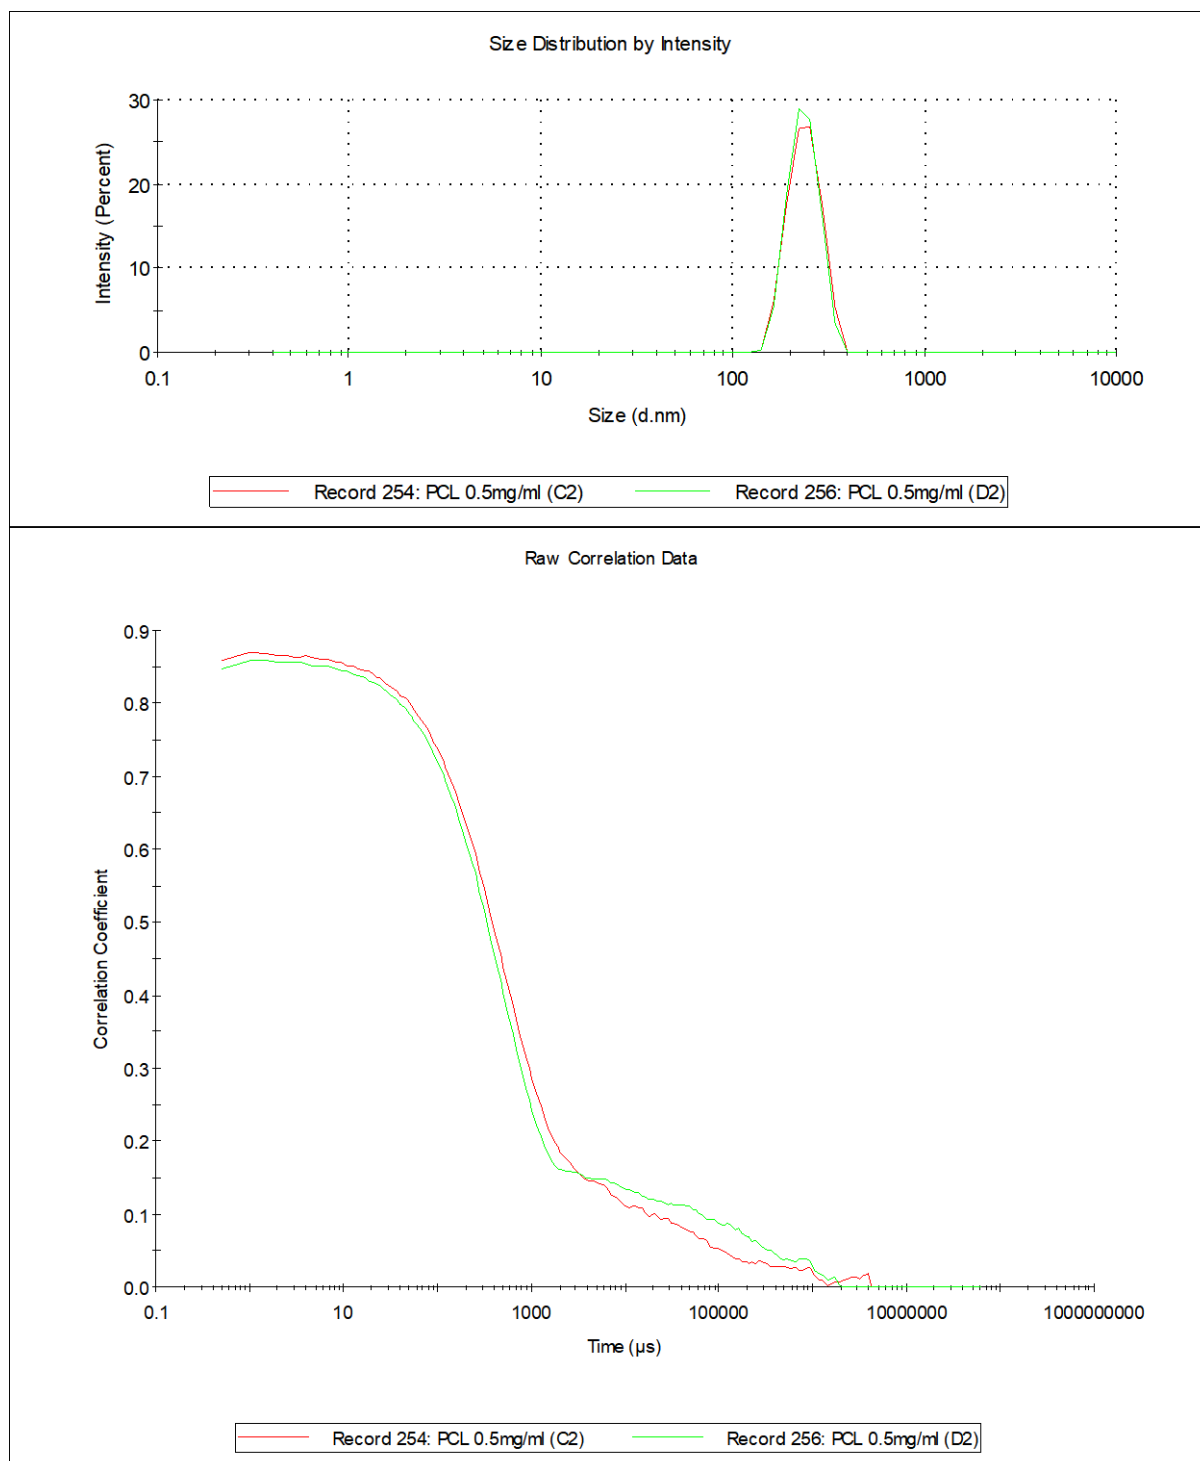 Size Distribution by Intensity
30
20
10
0
Intensity (Percent)
0.1 1 10 100 1000 10000
Size (d.nm)
Record 254: PCL 0.5mg/ml (C2) Record 256: PCL 0.5mg/ml (D2)
Raw Correlation Data
0.9
0.8
0.7
0.6
0.5
0.4
0.3
0.2
0.1
0.0
Correlation Coefficient
0.1 10 1000 100000 10000000 1000000000
Time (µs)
Record 254: PCL 0.5mg/ml (C2) Record 256: PCL 0.5mg/ml (D2)